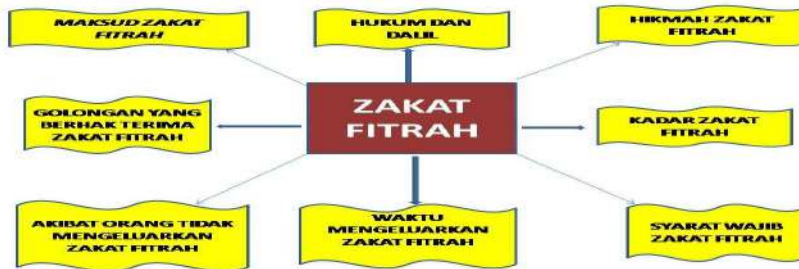 MAKSUD ZAKAT
FITRAH
HUKUM DAN
DALIL
HIKMAH ZAKAT
FITRAH
GOLONGAN YANG
BERHAK TERIMA
ZAKAT FITRAH
ZAKAT
FITRAH
KADAR ZAKAT
FITRAH
AKIBAT ORANG TIDAK
MENGELUARKAN
ZAKAT FITRAH
WAKTU
MENGELUARKAN
ZAKAT FITRAH
SYARAT WAJIB
ZAKAT FITRAH